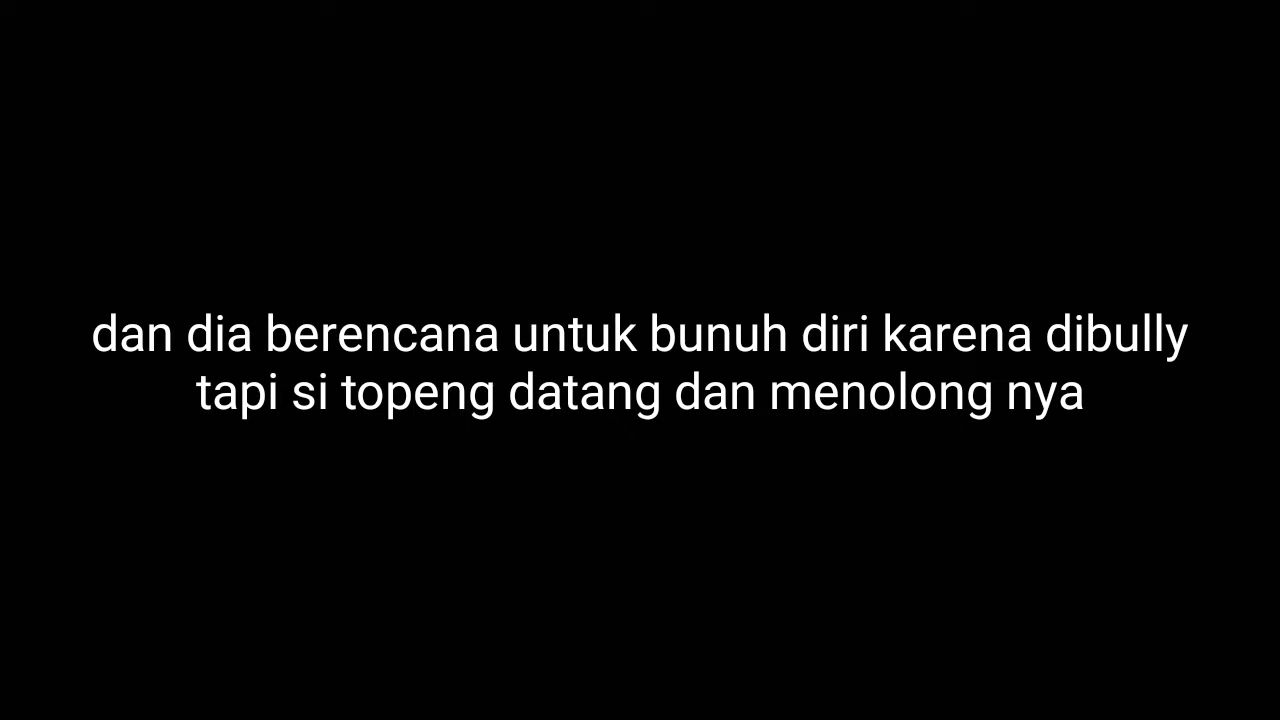 dan dia berencana untuk bunuh diri karena dibully
tapi si topeng datang dan menolong nya